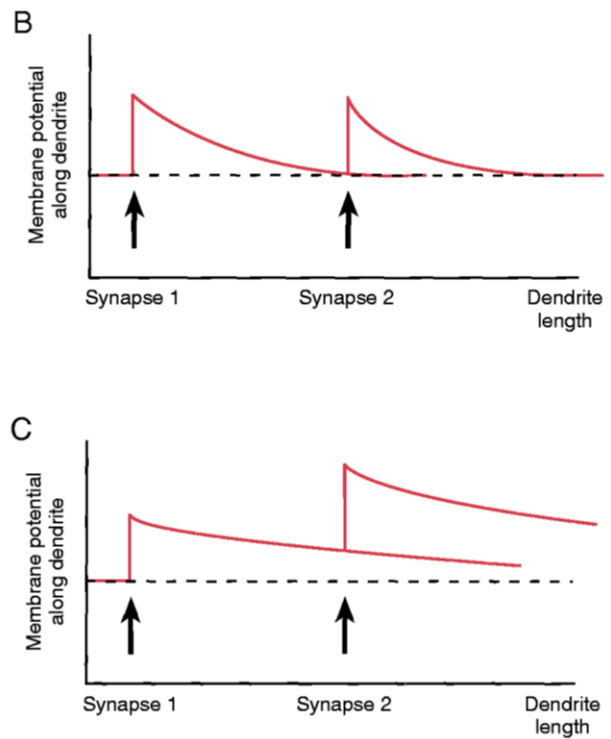 B
Membrane potential
along dendrite
Synapse 1
Synapse 2
Dendrite
length
C
Membrane potential
along dendrite
Synapse 1
Synapse 2
Dendrite
length